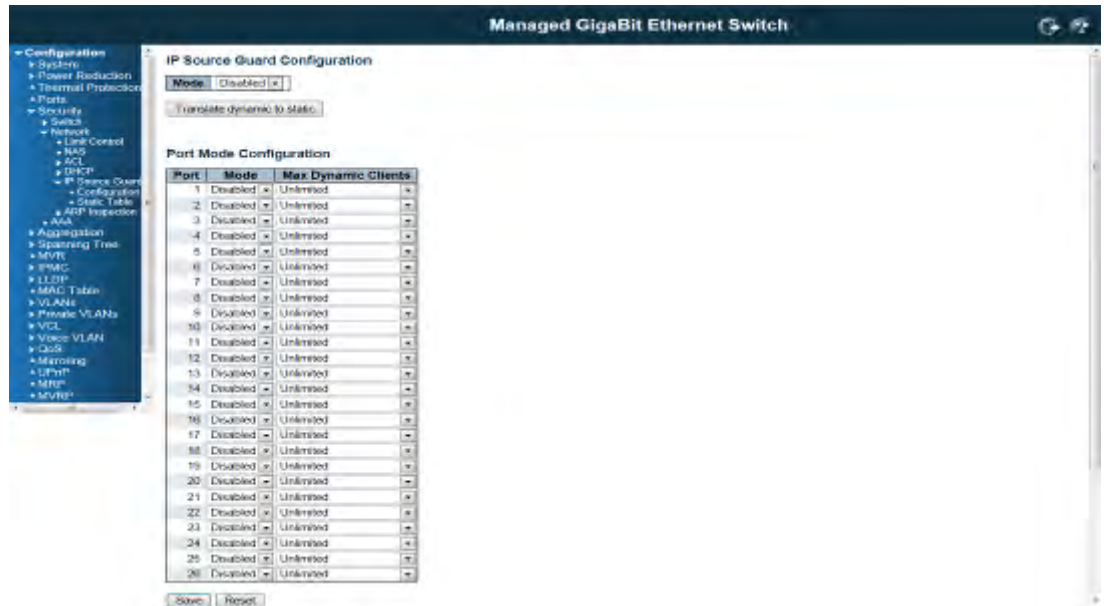 Managed GigaBit Ethernet Switch
Configuration
System
Power Reduction
Thermal Protection
Ports
Security
Switch
Network
Limit Control
NAS
ACL
DHCP
IP Source Guard
Configuration
Static Table
ARP Inspection
AAA
Aggregation
Spanning Tree
MVR
IPMC
LLDP
MAC Table
VLANs
Private VLANs
VCL
Voice VLAN
QoS
Mirroring
UPnP
MRP
MVRP
IP Source Guard Configuration
Mode Disabled
Translate dynamic to static
Port Mode Configuration
Port Mode Max Dynamic Clients
1 Disabled Unlimited
2 Disabled Unlimited
3 Disabled Unlimited
4 Disabled Unlimited
5 Disabled Unlimited
6 Disabled Unlimited
7 Disabled Unlimited
8 Disabled Unlimited
9 Disabled Unlimited
10 Disabled Unlimited
11 Disabled Unlimited
12 Disabled Unlimited
13 Disabled Unlimited
14 Disabled Unlimited
15 Disabled Unlimited
16 Disabled Unlimited
17 Disabled Unlimited
18 Disabled Unlimited
19 Disabled Unlimited
20 Disabled Unlimited
21 Disabled Unlimited
22 Disabled Unlimited
23 Disabled Unlimited
24 Disabled Unlimited
25 Disabled Unlimited
26 Disabled Unlimited
Save Reset